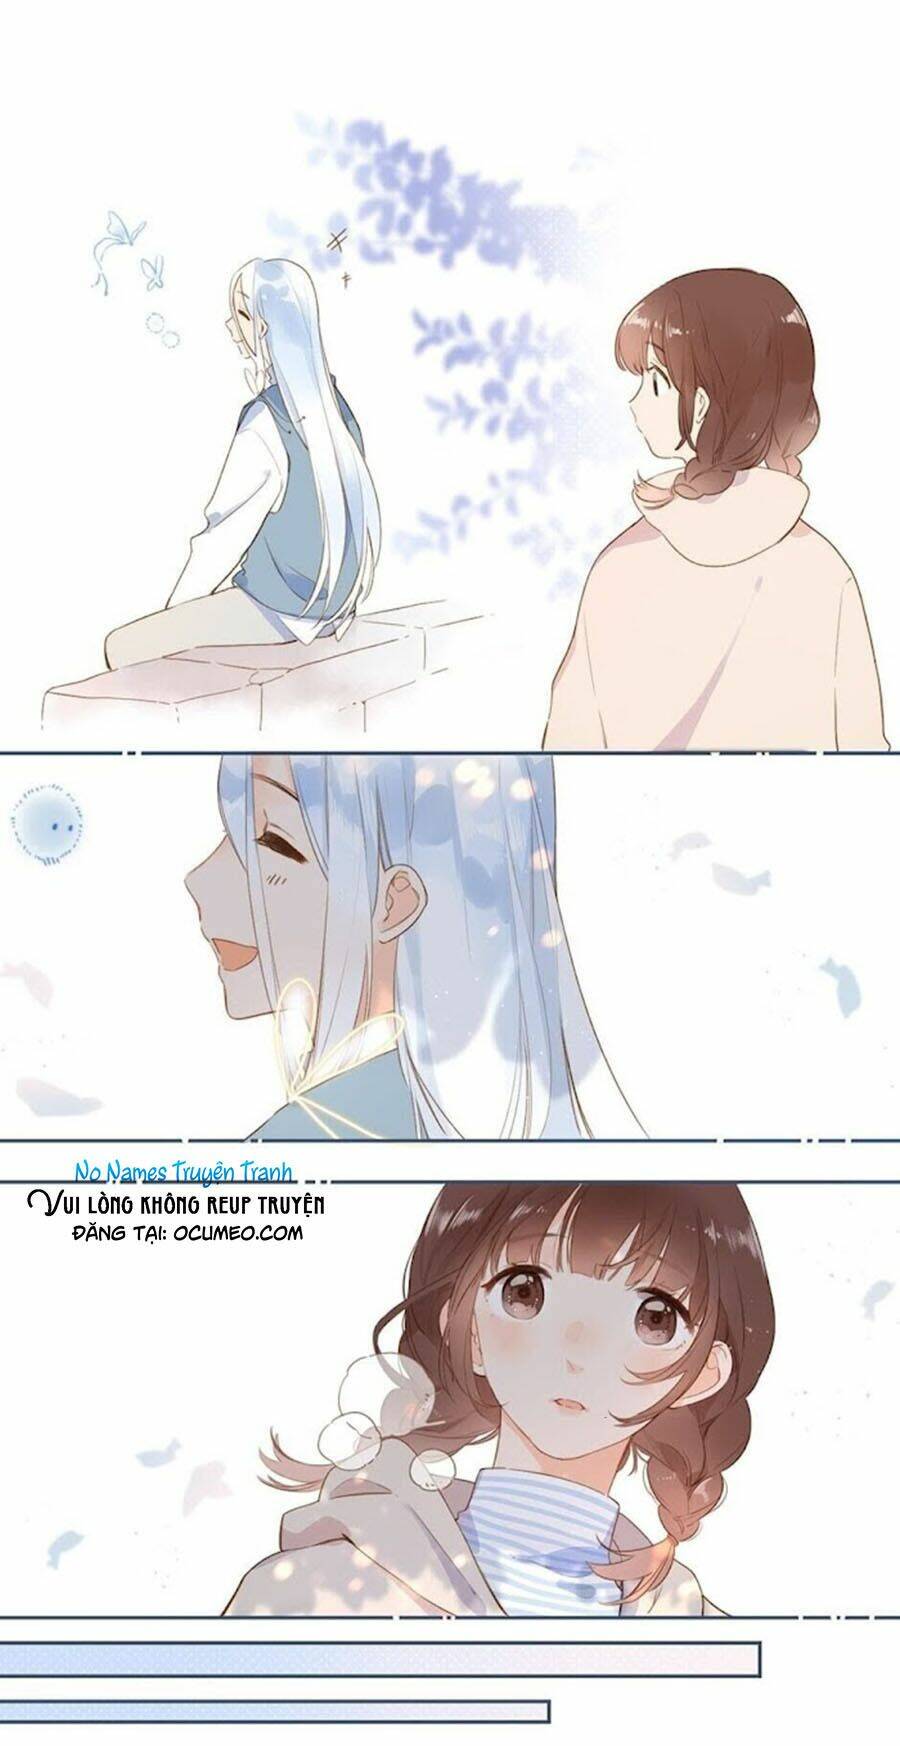 No Names Truyện Tranh
Vui lòng không reup truyện
Đăng tại: ocumeo.com